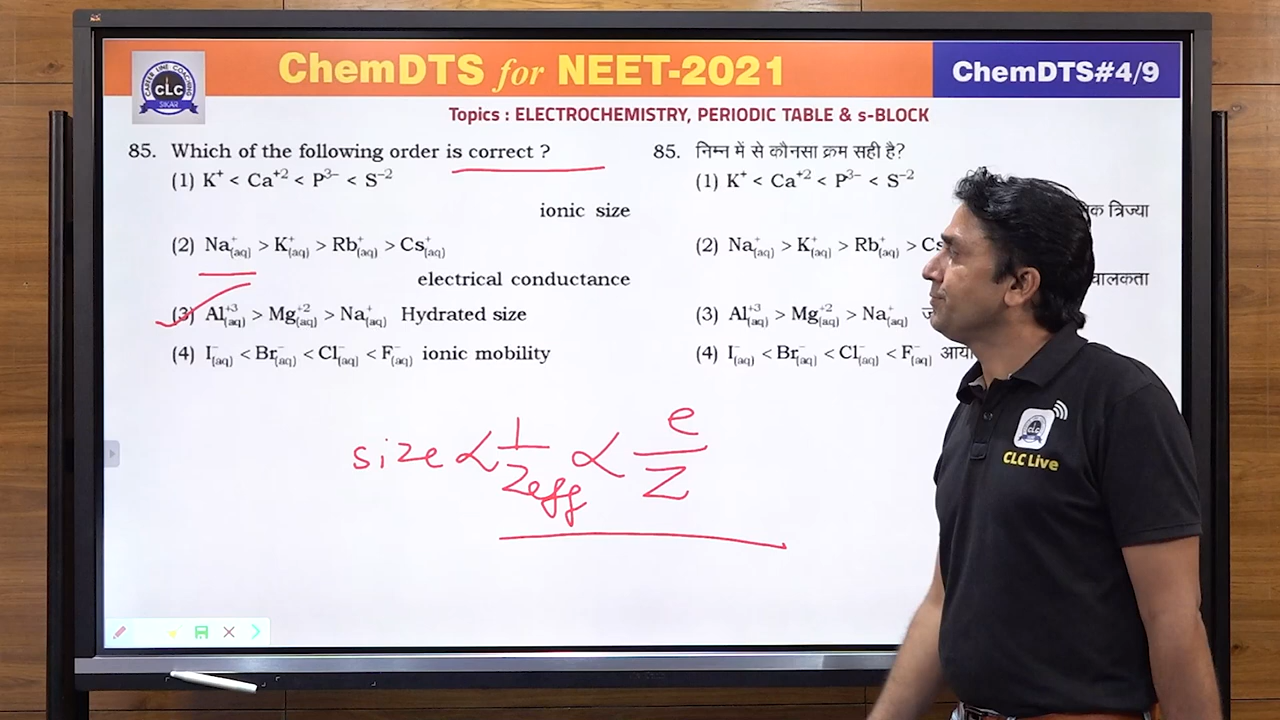 ChemDTS for NEET-2021
ChemDTS#4/9
CAREER LINE COACHING
CLC
SIKAR
Topics : ELECTROCHEMISTRY, PERIODIC TABLE & s-BLOCK
85. Which of the following order is correct ?
(1) K⁺ < Ca⁺² < P³⁻ < S⁻²
ionic size
(2) Na⁺(aq) > K⁺(aq) > Rb⁺(aq) > Cs⁺(aq)
electrical conductance
(3) Al⁺³(aq) > Mg⁺²(aq) > Na⁺(aq) Hydrated size
(4) I⁻(aq) < Br⁻(aq) < Cl⁻(aq) < F⁻(aq) ionic mobility
85. निम्न में से कौनसा क्रम सही है?
(1) K⁺ < Ca⁺² < P³⁻ < S⁻²
त्रिज्या
(2) Na⁺(aq) > K⁺(aq) > Rb⁺(aq) > Cs
चालकता
(3) Al⁺³(aq) > Mg⁺²(aq) > Na⁺(aq)
(4) I⁻(aq) < Br⁻(aq) < Cl⁻(aq) < F⁻(aq)
size ∝ 1/Zeff ∝ e/Z
CLC Live